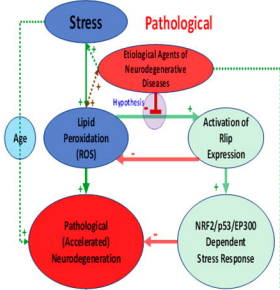 Stress
Pathological
Etiological Agents of
Neurodegenerative
Diseases
Hypothesis
Age
Lipid
Peroxidation
(ROS)
Activation of
Rlip
Expression
Pathological
(Accelerated)
Neurodegeneration
NRF2/p53/EP300
Dependent
Stress Response